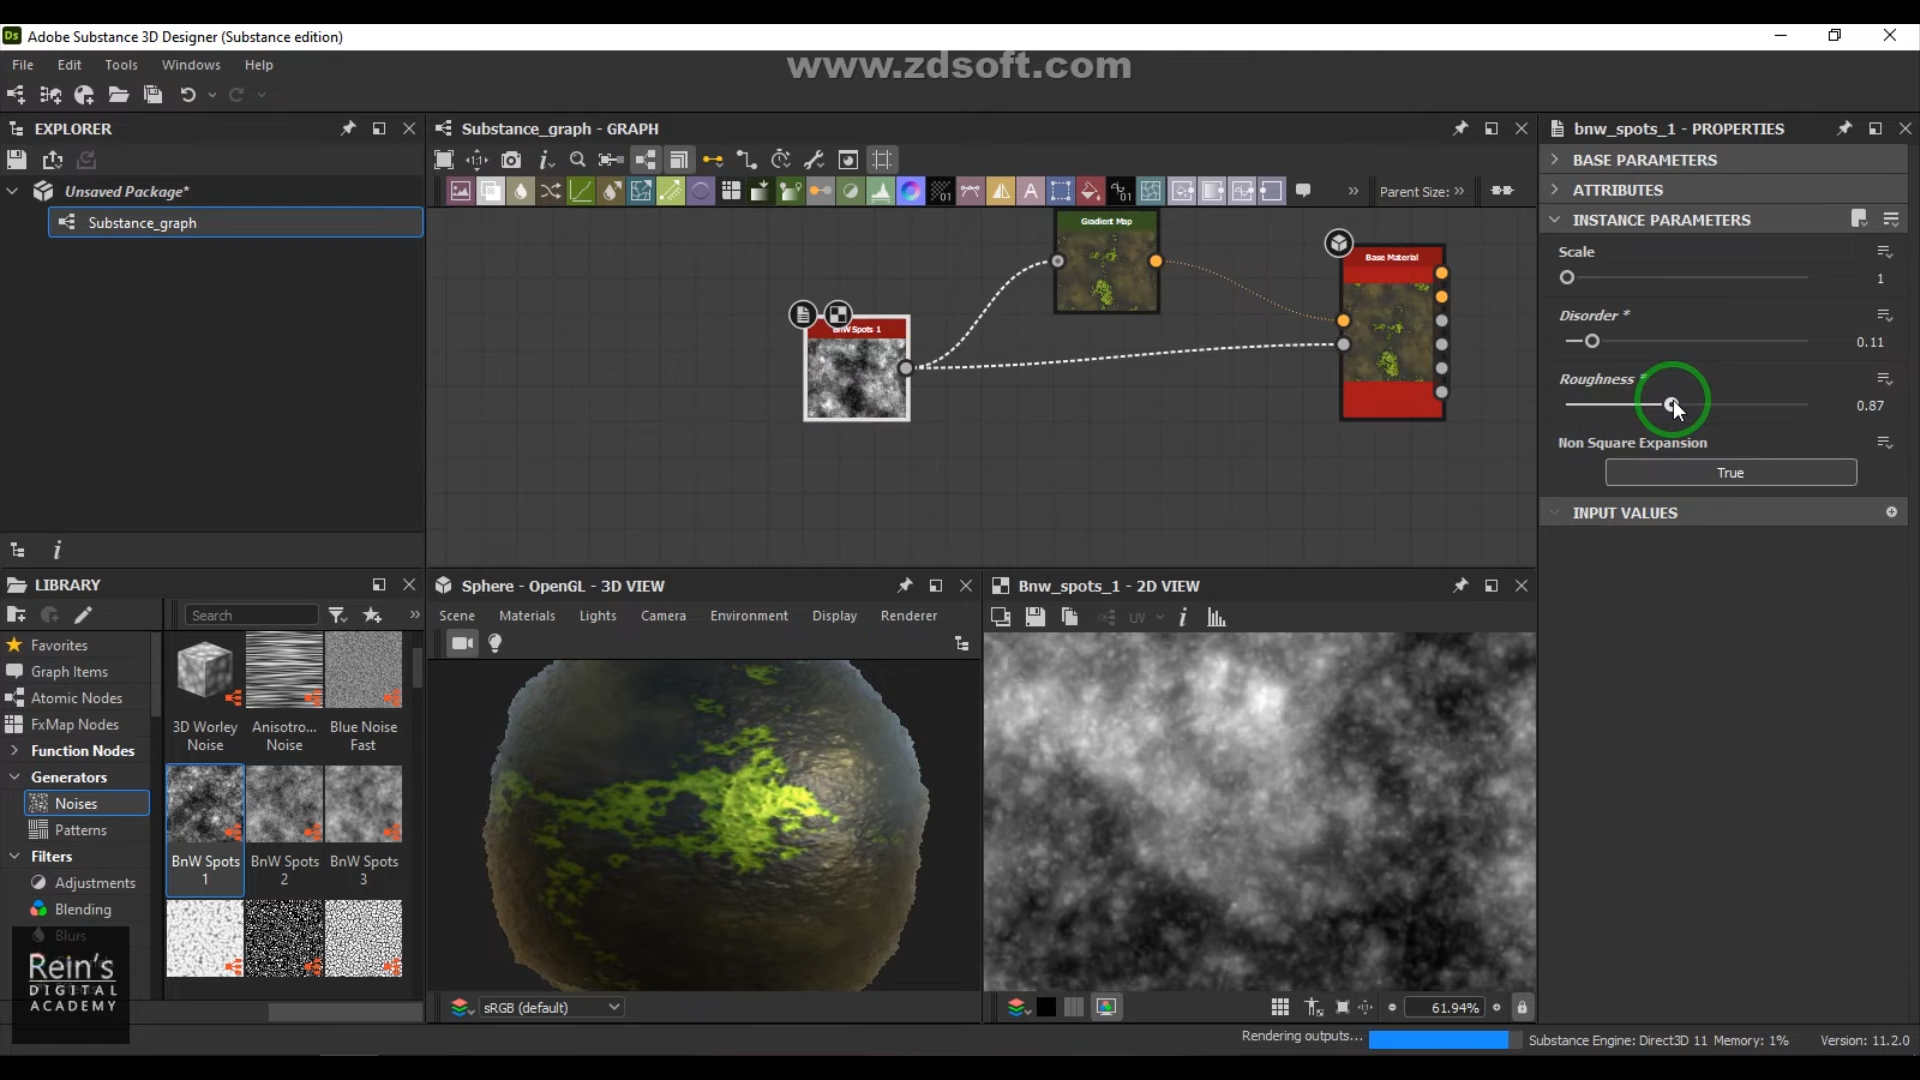 Ds Adobe Substance 3D Designer (Substance edition)
www.zdsoft.com
File Edit Tools Windows Help
EXPLORER
Unsaved Package*
Substance_graph
Substance_graph - GRAPH
Parent Size: »
Gradient Map
Base Material
BnW Spots 1
bnw_spots_1 - PROPERTIES
BASE PARAMETERS
ATTRIBUTES
INSTANCE PARAMETERS
Scale
1
Disorder *
0.11
Roughness *
0.87
Non Square Expansion
True
INPUT VALUES
LIBRARY
Search
Favorites
Graph Items
Atomic Nodes
FxMap Nodes
Function Nodes
Generators
Noises
Patterns
Filters
Adjustments
Blending
Blurs
3D Worley Noise
Anisotro... Noise
Blue Noise Fast
BnW Spots 1
BnW Spots 2
BnW Spots 3
Rein's
DIGITAL
ACADEMY
Sphere - OpenGL - 3D VIEW
Scene Materials Lights Camera Environment Display Renderer
sRGB (default)
Bnw_spots_1 - 2D VIEW
UV
61.94%
Rendering outputs...
Substance Engine: Direct3D 11 Memory: 1% Version: 11.2.0